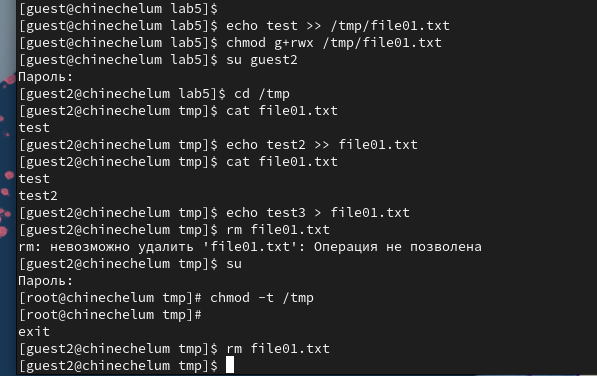 [guest@chinechelum lab5]$
[guest@chinechelum lab5]$ echo test >> /tmp/file01.txt
[guest@chinechelum lab5]$ chmod g+rwx /tmp/file01.txt
[guest@chinechelum lab5]$ su guest2
Пароль:
[guest2@chinechelum lab5]$ cd /tmp
[guest2@chinechelum tmp]$ cat file01.txt
test
[guest2@chinechelum tmp]$ echo test2 >> file01.txt
[guest2@chinechelum tmp]$ cat file01.txt
test
test2
[guest2@chinechelum tmp]$ echo test3 > file01.txt
[guest2@chinechelum tmp]$ rm file01.txt
rm: невозможно удалить 'file01.txt': Операция не позволена
[guest2@chinechelum tmp]$ su
Пароль:
[root@chinechelum tmp]# chmod -t /tmp
[root@chinechelum tmp]#
exit
[guest2@chinechelum tmp]$ rm file01.txt
[guest2@chinechelum tmp]$